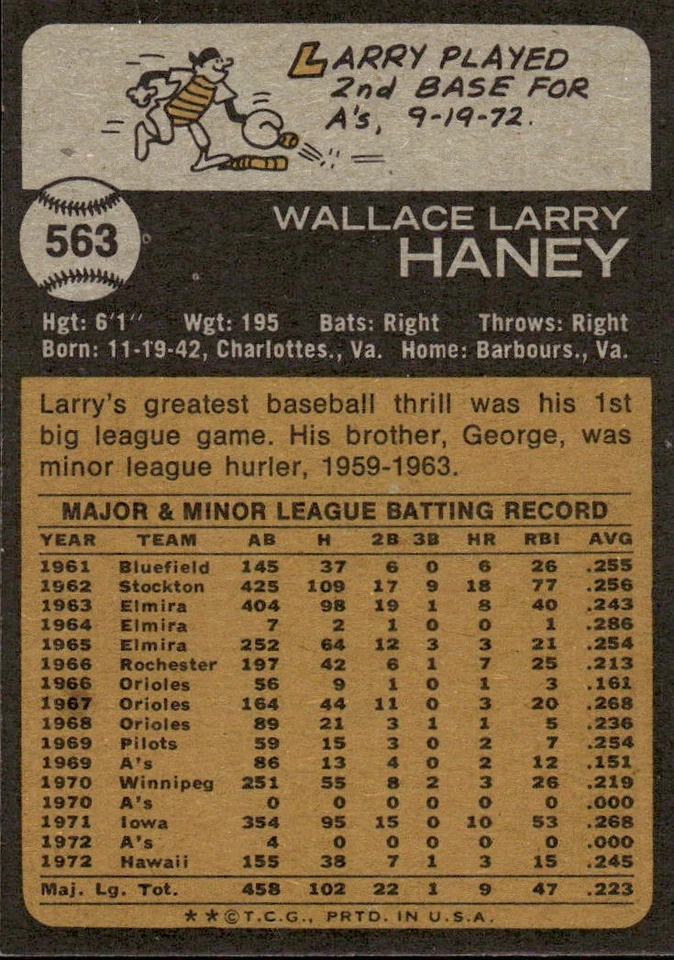 LARRY PLAYED
2nd BASE FOR
A's, 9-19-72.
563
WALLACE LARRY
HANEY
Hgt: 6'1" Wgt: 195 Bats: Right Throws: Right
Born: 11-19-42, Charlottes., Va. Home: Barbours., Va.
Larry's greatest baseball thrill was his 1st
big league game. His brother, George, was
minor league hurler, 1959-1963.
MAJOR & MINOR LEAGUE BATTING RECORD
YEAR TEAM AB H 2B 3B HR RBI AVG
1961 Bluefield 145 37 6 0 6 26 .255
1962 Stockton 425 109 17 9 18 77 .256
1963 Elmira 404 98 19 1 8 40 .243
1964 Elmira 7 2 1 0 0 1 .286
1965 Elmira 252 64 12 3 3 21 .254
1966 Rochester 197 42 6 1 7 25 .213
1966 Orioles 56 9 1 0 1 3 .161
1967 Orioles 164 44 11 0 3 20 .268
1968 Orioles 89 21 3 1 1 5 .236
1969 Pilots 59 15 3 0 2 7 .254
1969 A's 86 13 4 0 2 12 .151
1970 Winnipeg 251 55 8 2 3 26 .219
1970 A's 0 0 0 0 0 0 .000
1971 Iowa 354 95 15 0 10 53 .268
1972 A's 4 0 0 0 0 0 .000
1972 Hawaii 155 38 7 1 3 15 .245
Maj. Lg. Tot. 458 102 22 1 9 47 .223
**©T.C.G., PRTD. IN U.S.A.